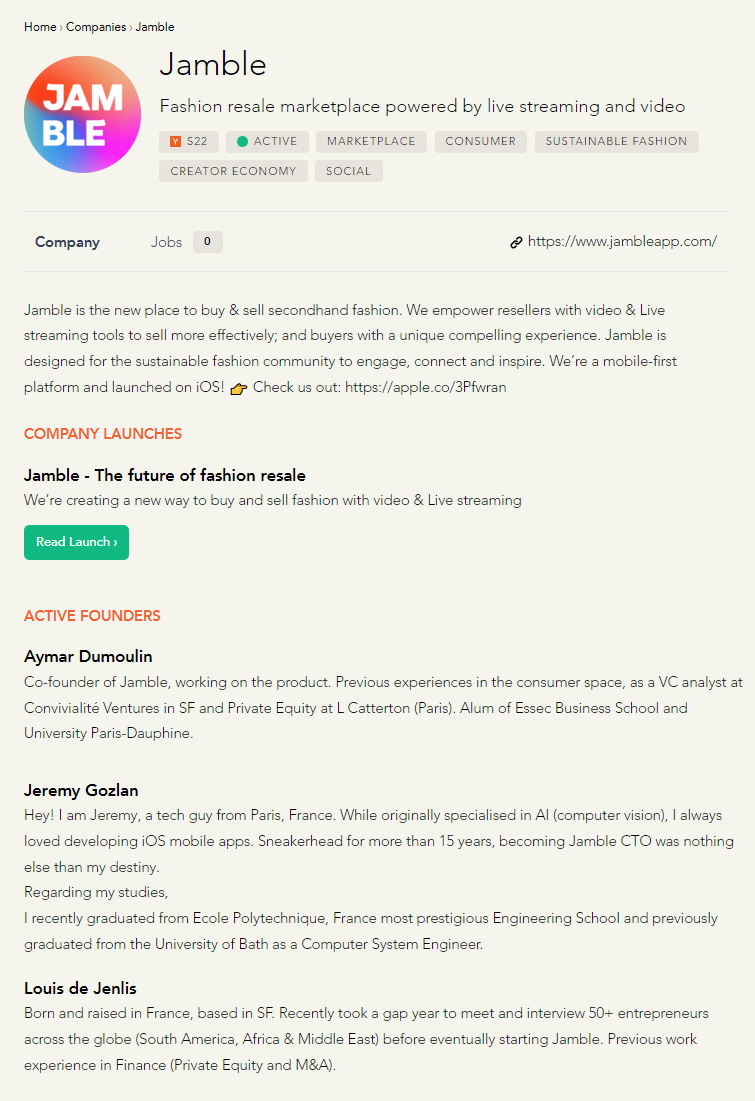 Home › Companies › Jamble
JAM
BLE
Jamble
Fashion resale marketplace powered by live streaming and video
Y S22 ACTIVE MARKETPLACE CONSUMER SUSTAINABLE FASHION
CREATOR ECONOMY SOCIAL
Company Jobs 0 https://www.jambleapp.com/
Jamble is the new place to buy & sell secondhand fashion. We empower resellers with video & Live
streaming tools to sell more effectively; and buyers with a unique compelling experience. Jamble is
designed for the sustainable fashion community to engage, connect and inspire. We’re a mobile-first
platform and launched on iOS! 👉 Check us out: https://apple.co/3Pfwran
COMPANY LAUNCHES
Jamble - The future of fashion resale
We’re creating a new way to buy and sell fashion with video & Live streaming
Read Launch ›
ACTIVE FOUNDERS
Aymar Dumoulin
Co-founder of Jamble, working on the product. Previous experiences in the consumer space, as a VC analyst at
Convivialité Ventures in SF and Private Equity at L Catterton (Paris). Alum of Essec Business School and
University Paris-Dauphine.
Jeremy Gozlan
Hey! I am Jeremy, a tech guy from Paris, France. While originally specialised in AI (computer vision), I always
loved developing iOS mobile apps. Sneakerhead for more than 15 years, becoming Jamble CTO was nothing
else than my destiny.
Regarding my studies,
I recently graduated from Ecole Polytechnique, France most prestigious Engineering School and previously
graduated from the University of Bath as a Computer System Engineer.
Louis de Jenlis
Born and raised in France, based in SF. Recently took a gap year to meet and interview 50+ entrepreneurs
across the globe (South America, Africa & Middle East) before eventually starting Jamble. Previous work
experience in Finance (Private Equity and M&A).